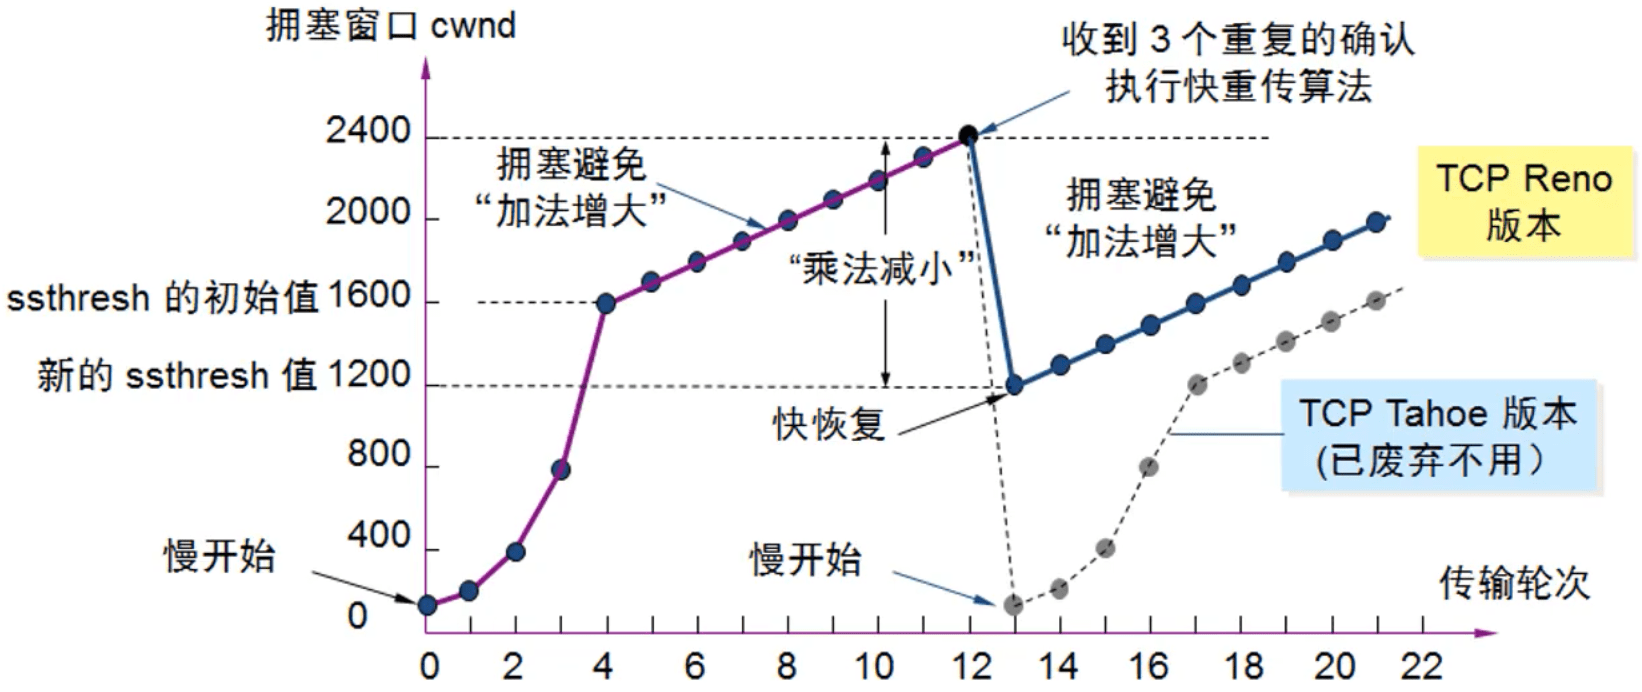 拥塞窗口 cwnd
收到 3 个重复的确认
执行快重传算法
2400
拥塞避免
“加法增大”
拥塞避免
“加法增大”
TCP Reno
版本
2000
“乘法减小”
ssthresh 的初始值 1600
新的 ssthresh 值 1200
快恢复
TCP Tahoe 版本
(已废弃不用）
800
400
慢开始
慢开始
传输轮次
0
0 2 4 6 8 10 12 14 16 18 20 22